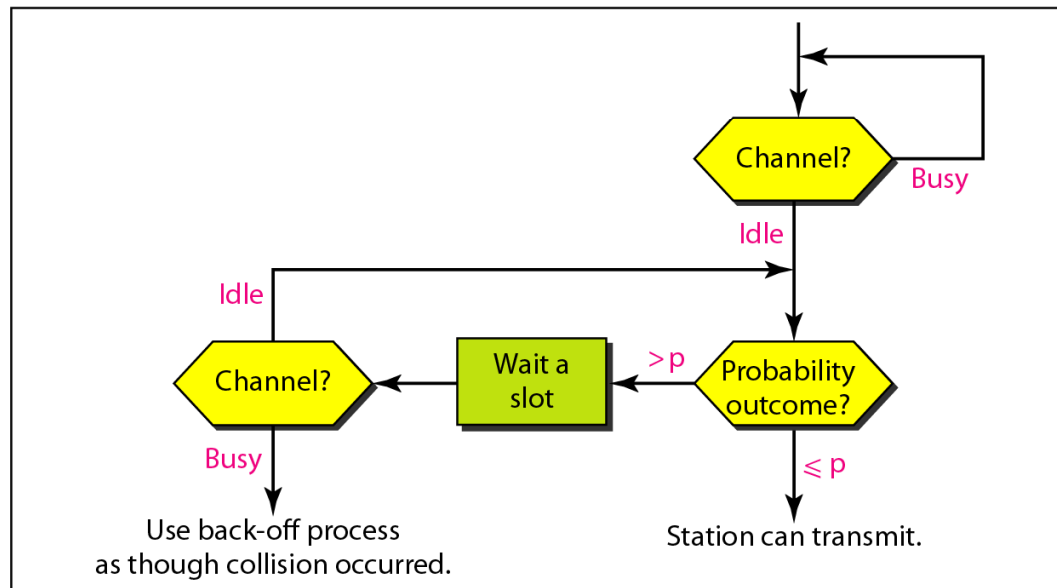 Channel?
Busy
Idle
Idle
Channel?
Wait a
slot
>p
Probability
outcome?
Busy
⩽ p
Use back-off process
as though collision occurred.
Station can transmit.